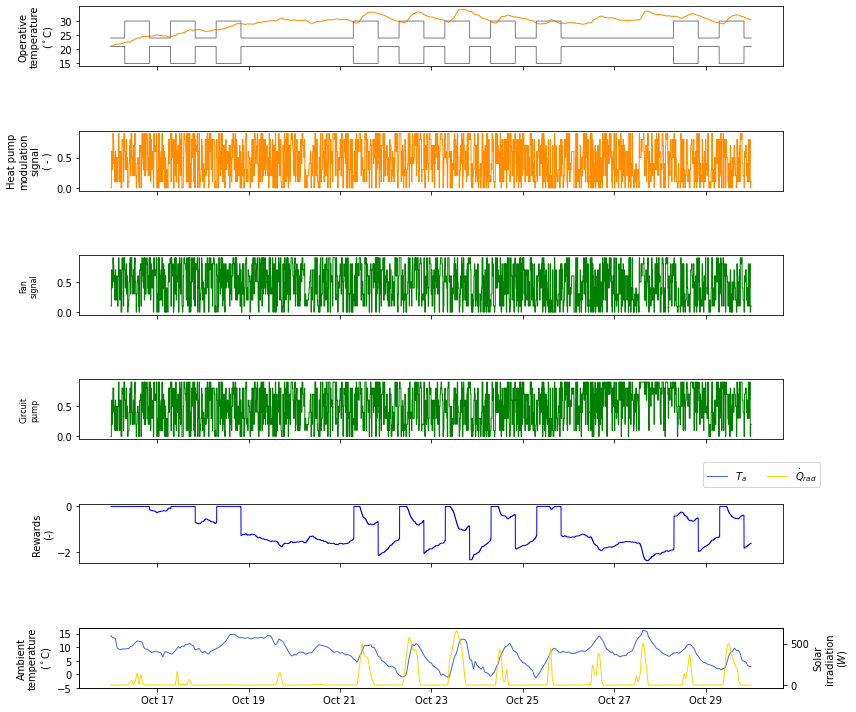 Operative
temperature
(°C)
30
25
20
15
Heat pump
modulation
signal
( - )
0.5
0.0
Fan
signal
0.5
0.0
Circuit
pump
0.5
0.0
T_a
Q̇_rad
Rewards
(-)
0
−2
Ambient
temperature
(°C)
15
10
5
0
−5
500
0
Solar
irradiation
(W)
Oct 17
Oct 19
Oct 21
Oct 23
Oct 25
Oct 27
Oct 29